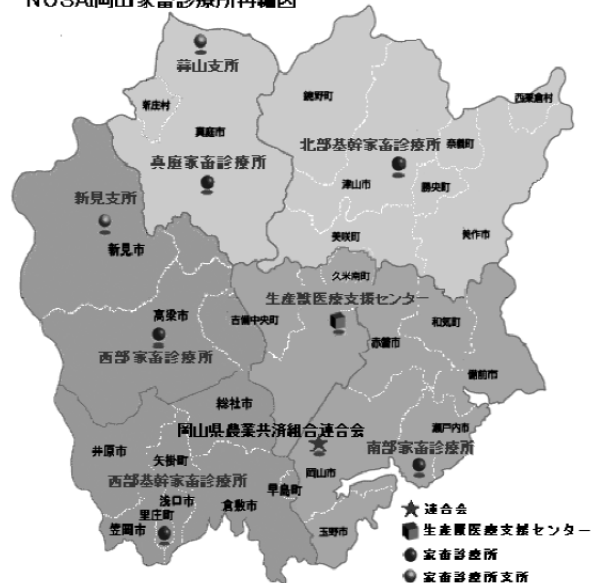 NOSAI岡山家畜診療所再編図
蒜山支所
新庄村
真庭市
真庭家畜診療所
鏡野町
西粟倉村
北部基幹家畜診療所
奈義町
津山市
勝央町
美咲町
美作市
新見支所
新見市
久米南町
生産獣医療支援センター
高梁市
吉備中央町
赤磐市
和気町
西部家畜診療所
備前市
総社市
瀬戸内市
岡山県農業共済組合連合会
井原市
矢掛町
岡山市
南部家畜診療所
西部基幹家畜診療所
早島町
浅口市
倉敷市
里庄町
笠岡市
玉野市
連合会
生産獣医療支援センター
家畜診療所
家畜診療所支所